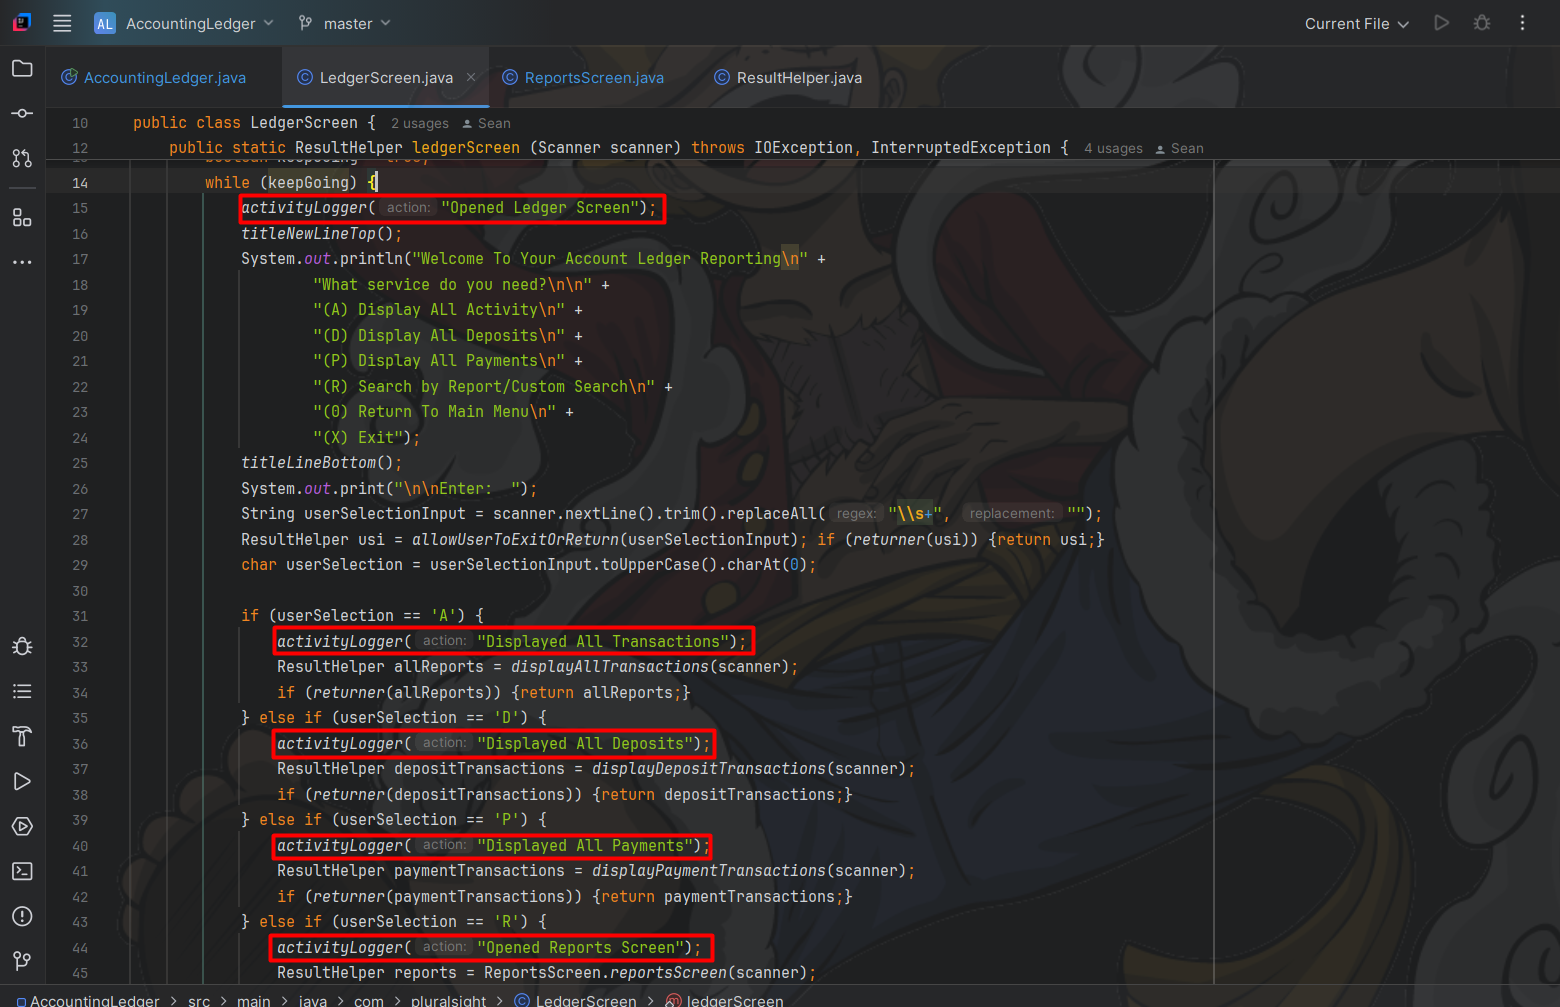 AL AccountingLedger master Current File
AccountingLedger.java LedgerScreen.java ReportsScreen.java ResultHelper.java
10 public class LedgerScreen { 2 usages Sean
12 public static ResultHelper ledgerScreen (Scanner scanner) throws IOException, InterruptedException { 4 usages Sean
14 while (keepGoing) {
15 activityLogger( action: "Opened Ledger Screen");
16 titleNewLineTop();
17 System.out.println("Welcome To Your Account Ledger Reporting\n" +
18 "What service do you need?\n\n" +
19 "(A) Display ALl Activity\n" +
20 "(D) Display All Deposits\n" +
21 "(P) Display All Payments\n" +
22 "(R) Search by Report/Custom Search\n" +
23 "(0) Return To Main Menu\n" +
24 "(X) Exit");
25 titleLineBottom();
26 System.out.print("\n\nEnter:  ");
27 String userSelectionInput = scanner.nextLine().trim().replaceAll( regex: "\\s+", replacement: "");
28 ResultHelper usi = allowUserToExitOrReturn(userSelectionInput); if (returner(usi)) {return usi;}
29 char userSelection = userSelectionInput.toUpperCase().charAt(0);
30
31 if (userSelection == 'A') {
32 activityLogger( action: "Displayed All Transactions");
33 ResultHelper allReports = displayAllTransactions(scanner);
34 if (returner(allReports)) {return allReports;}
35 } else if (userSelection == 'D') {
36 activityLogger( action: "Displayed All Deposits");
37 ResultHelper depositTransactions = displayDepositTransactions(scanner);
38 if (returner(depositTransactions)) {return depositTransactions;}
39 } else if (userSelection == 'P') {
40 activityLogger( action: "Displayed All Payments");
41 ResultHelper paymentTransactions = displayPaymentTransactions(scanner);
42 if (returner(paymentTransactions)) {return paymentTransactions;}
43 } else if (userSelection == 'R') {
44 activityLogger( action: "Opened Reports Screen");
45 ResultHelper reports = ReportsScreen.reportsScreen(scanner);
AccountingLedger > src > main > java > com > pluralsight > LedgerScreen > ledgerScreen